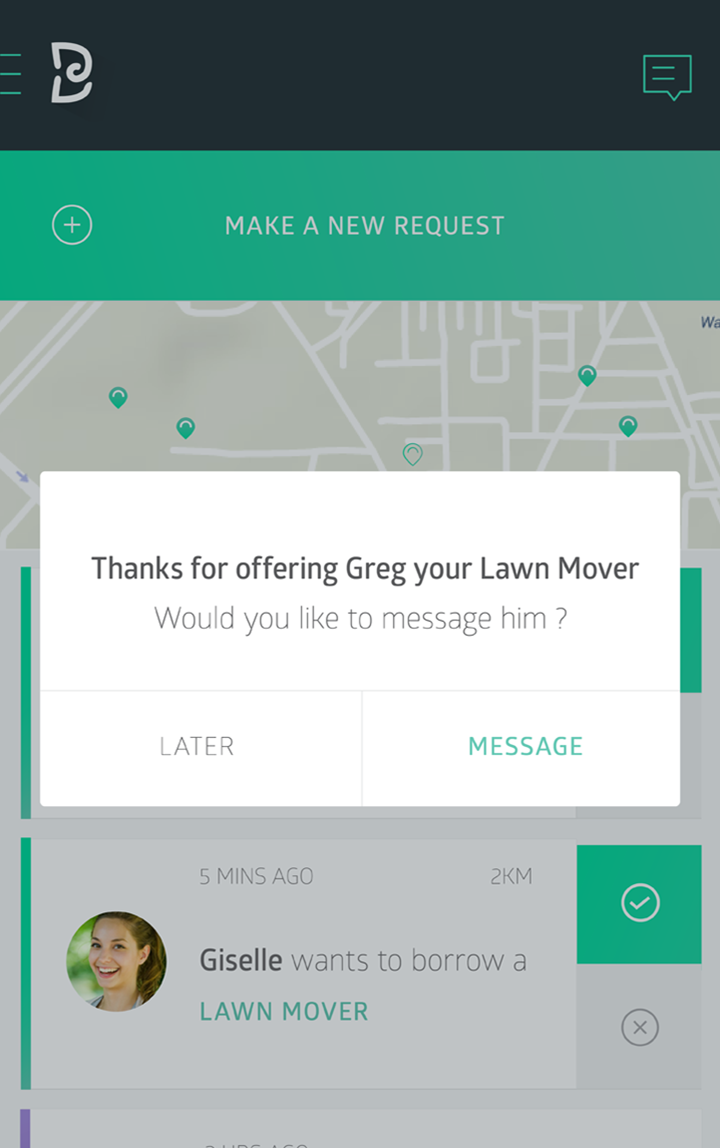 MAKE A NEW REQUEST
Wa
Thanks for offering Greg your Lawn Mover
Would you like to message him ?
LATER
MESSAGE
5 MINS AGO
2KM
Giselle wants to borrow a
LAWN MOVER